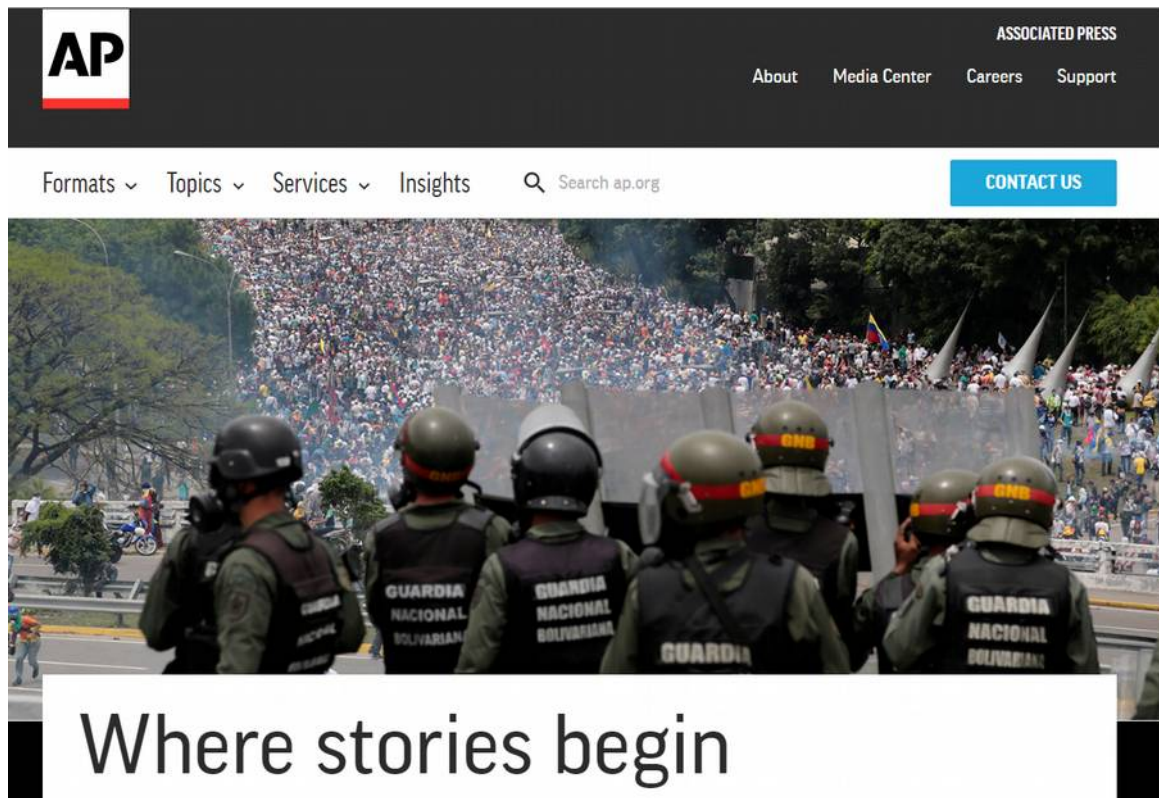 AP
ASSOCIATED PRESS
About Media Center Careers Support
Formats Topics Services Insights Search ap.org CONTACT US
GNB
GNB
GNB
GNB
GUARDIA
NACIONAL
BOLIVARIANA
GUARDIA
NACIONAL
BOLIVARIANA
GUARDIA
GUARDIA
NACIONAL
BOLIVARIANA
Where stories begin